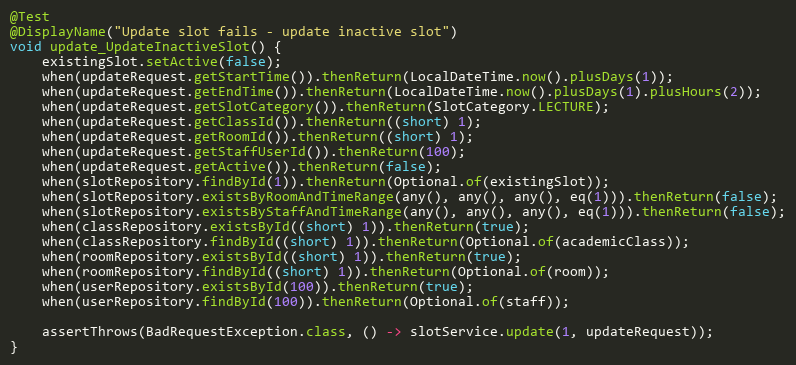 @Test
@DisplayName("Update slot fails - update inactive slot")
void update_UpdateInactiveSlot() {
    existingSlot.setActive(false);
    when(updateRequest.getStartTime()).thenReturn(LocalDateTime.now().plusDays(1));
    when(updateRequest.getEndTime()).thenReturn(LocalDateTime.now().plusDays(1).plusHours(2));
    when(updateRequest.getSlotCategory()).thenReturn(SlotCategory.LECTURE);
    when(updateRequest.getClassId()).thenReturn((short) 1);
    when(updateRequest.getRoomId()).thenReturn((short) 1);
    when(updateRequest.getStaffUserId()).thenReturn(100);
    when(updateRequest.getActive()).thenReturn(false);
    when(slotRepository.findById(1)).thenReturn(Optional.of(existingSlot));
    when(slotRepository.existsByRoomAndTimeRange(any(), any(), any(), eq(1))).thenReturn(false);
    when(slotRepository.existsByStaffAndTimeRange(any(), any(), any(), eq(1))).thenReturn(false);
    when(classRepository.existsById((short) 1)).thenReturn(true);
    when(classRepository.findById((short) 1)).thenReturn(Optional.of(academicClass));
    when(roomRepository.existsById((short) 1)).thenReturn(true);
    when(roomRepository.findById((short) 1)).thenReturn(Optional.of(room));
    when(userRepository.existsById(100)).thenReturn(true);
    when(userRepository.findById(100)).thenReturn(Optional.of(staff));

    assertThrows(BadRequestException.class, () -> slotService.update(1, updateRequest));
}